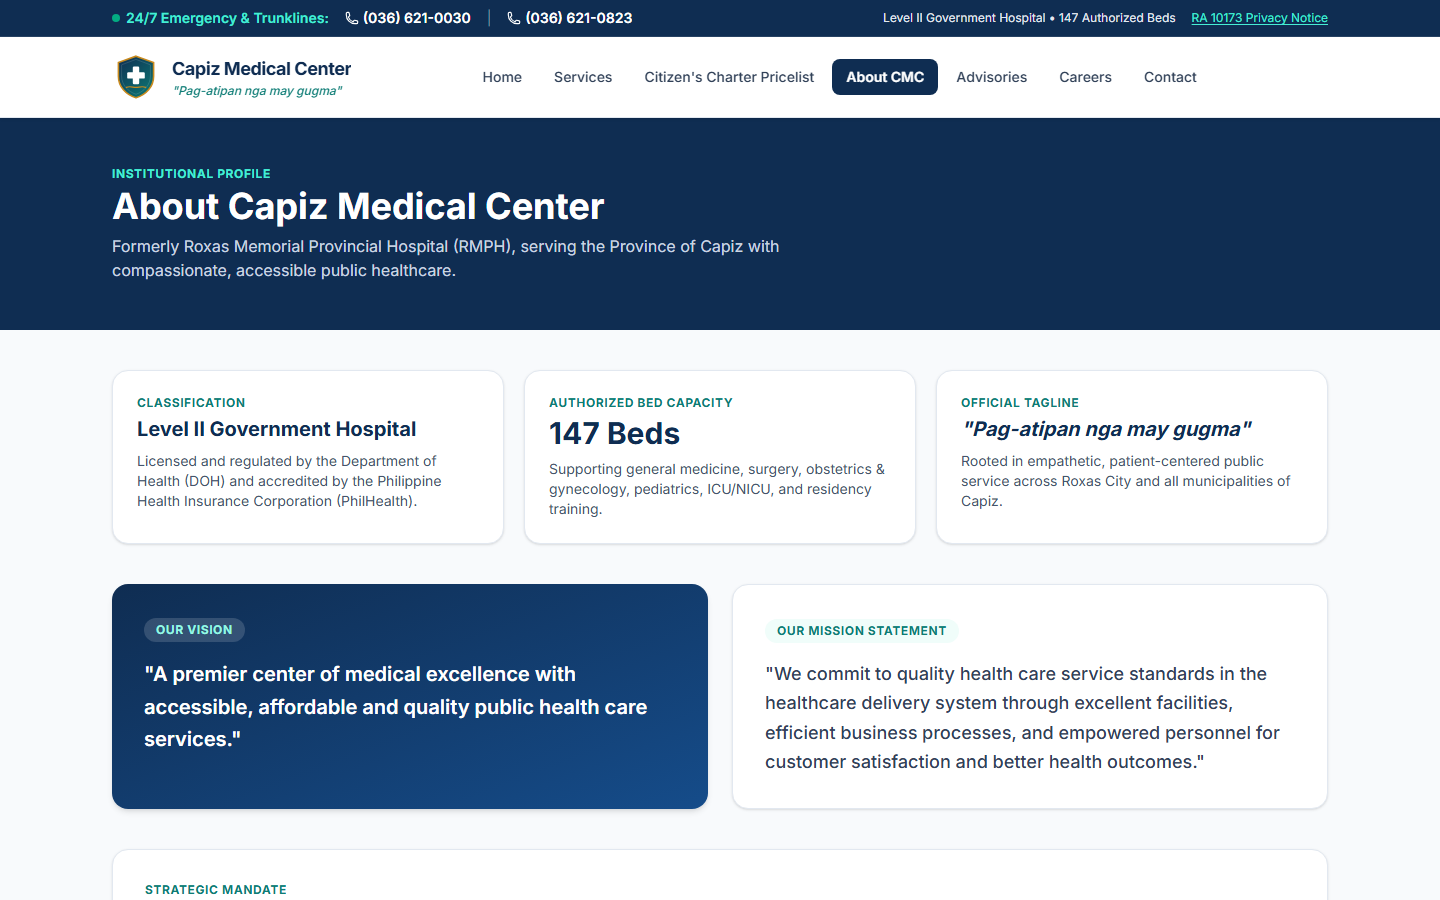 24/7 Emergency & Trunklines: (036) 621-0030 | (036) 621-0823 Level II Government Hospital • 147 Authorized Beds RA 10173 Privacy Notice
Capiz Medical Center
"Pag-atipan nga may gugma"
Home Services Citizen's Charter Pricelist About CMC Advisories Careers Contact
INSTITUTIONAL PROFILE
About Capiz Medical Center
Formerly Roxas Memorial Provincial Hospital (RMPH), serving the Province of Capiz with
compassionate, accessible public healthcare.
CLASSIFICATION
Level II Government Hospital
Licensed and regulated by the Department of
Health (DOH) and accredited by the Philippine
Health Insurance Corporation (PhilHealth).
AUTHORIZED BED CAPACITY
147 Beds
Supporting general medicine, surgery, obstetrics &
gynecology, pediatrics, ICU/NICU, and residency
training.
OFFICIAL TAGLINE
"Pag-atipan nga may gugma"
Rooted in empathetic, patient-centered public
service across Roxas City and all municipalities of
Capiz.
OUR VISION
"A premier center of medical excellence with
accessible, affordable and quality public health care
services."
OUR MISSION STATEMENT
"We commit to quality health care service standards in the
healthcare delivery system through excellent facilities,
efficient business processes, and empowered personnel for
customer satisfaction and better health outcomes."
STRATEGIC MANDATE